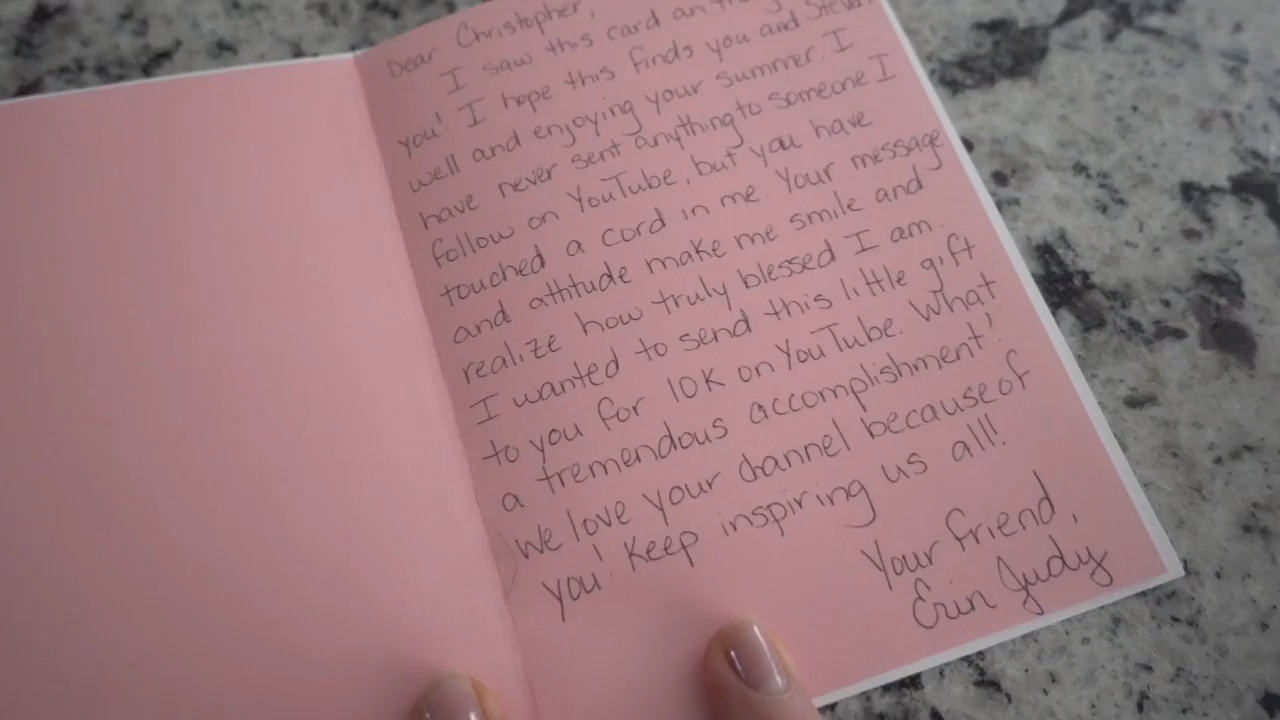 Dear Christopher,
I saw this card an
you! I hope this finds you and Steven
well and enjoying your summer. I
have never sent anything to someone I
follow on YouTube, but you have
touched a cord in me. Your message
and attitude make me smile and
realize how truly blessed I am.
I wanted to send this little gift
to you for 10K on YouTube. What
a tremendous accomplishment!
We love your channel because of
you! Keep inspiring us all!
Your friend,
Erin Judy